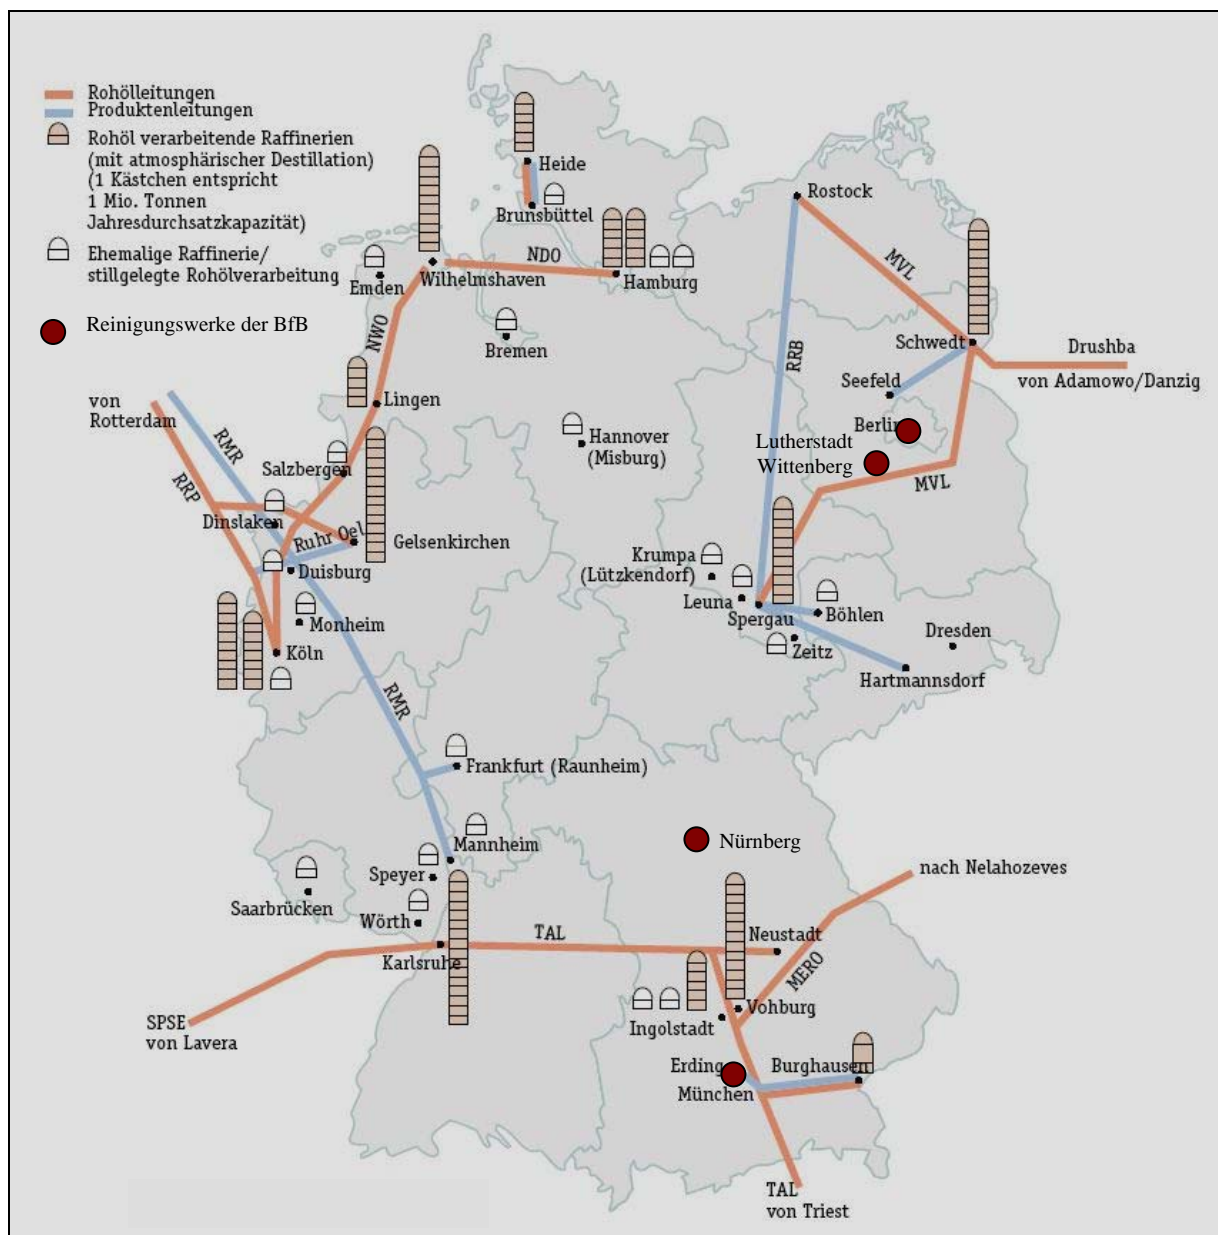 Rohölleitungen
Produktenleitungen
Rohöl verarbeitende Raffinerien
(mit atmosphärischer Destillation)
(1 Kästchen entspricht
1 Mio. Tonnen
Jahresdurchsatzkapazität)
Ehemalige Raffinerie/
stillgelegte Rohölverarbeitung
Reinigungswerke der BfB
Heide
Brunsbüttel
Rostock
NDO
MVL
Emden
Wilhelmshaven
Hamburg
NWO
Bremen
RRB
Schwedt
Drushba
von Adamowo/Danzig
Seefeld
von
Rotterdam
Lingen
Berlin
RMR
Hannover
(Misburg)
Lutherstadt
Wittenberg
Salzbergen
RRP
MVL
Dinslaken
Ruhr Oel
Gelsenkirchen
Duisburg
Krumpa
(Lützkendorf)
Leuna
Spergau
Böhlen
Monheim
Zeitz
Dresden
Köln
Hartmannsdorf
RMR
Frankfurt (Raunheim)
Mannheim
Nürnberg
Speyer
nach Nelahozeves
Saarbrücken
Wörth
TAL
Neustadt
Karlsruhe
MERO
SPSE
von Lavera
Vohburg
Ingolstadt
Erding
Burghausen
München
TAL
von Triest